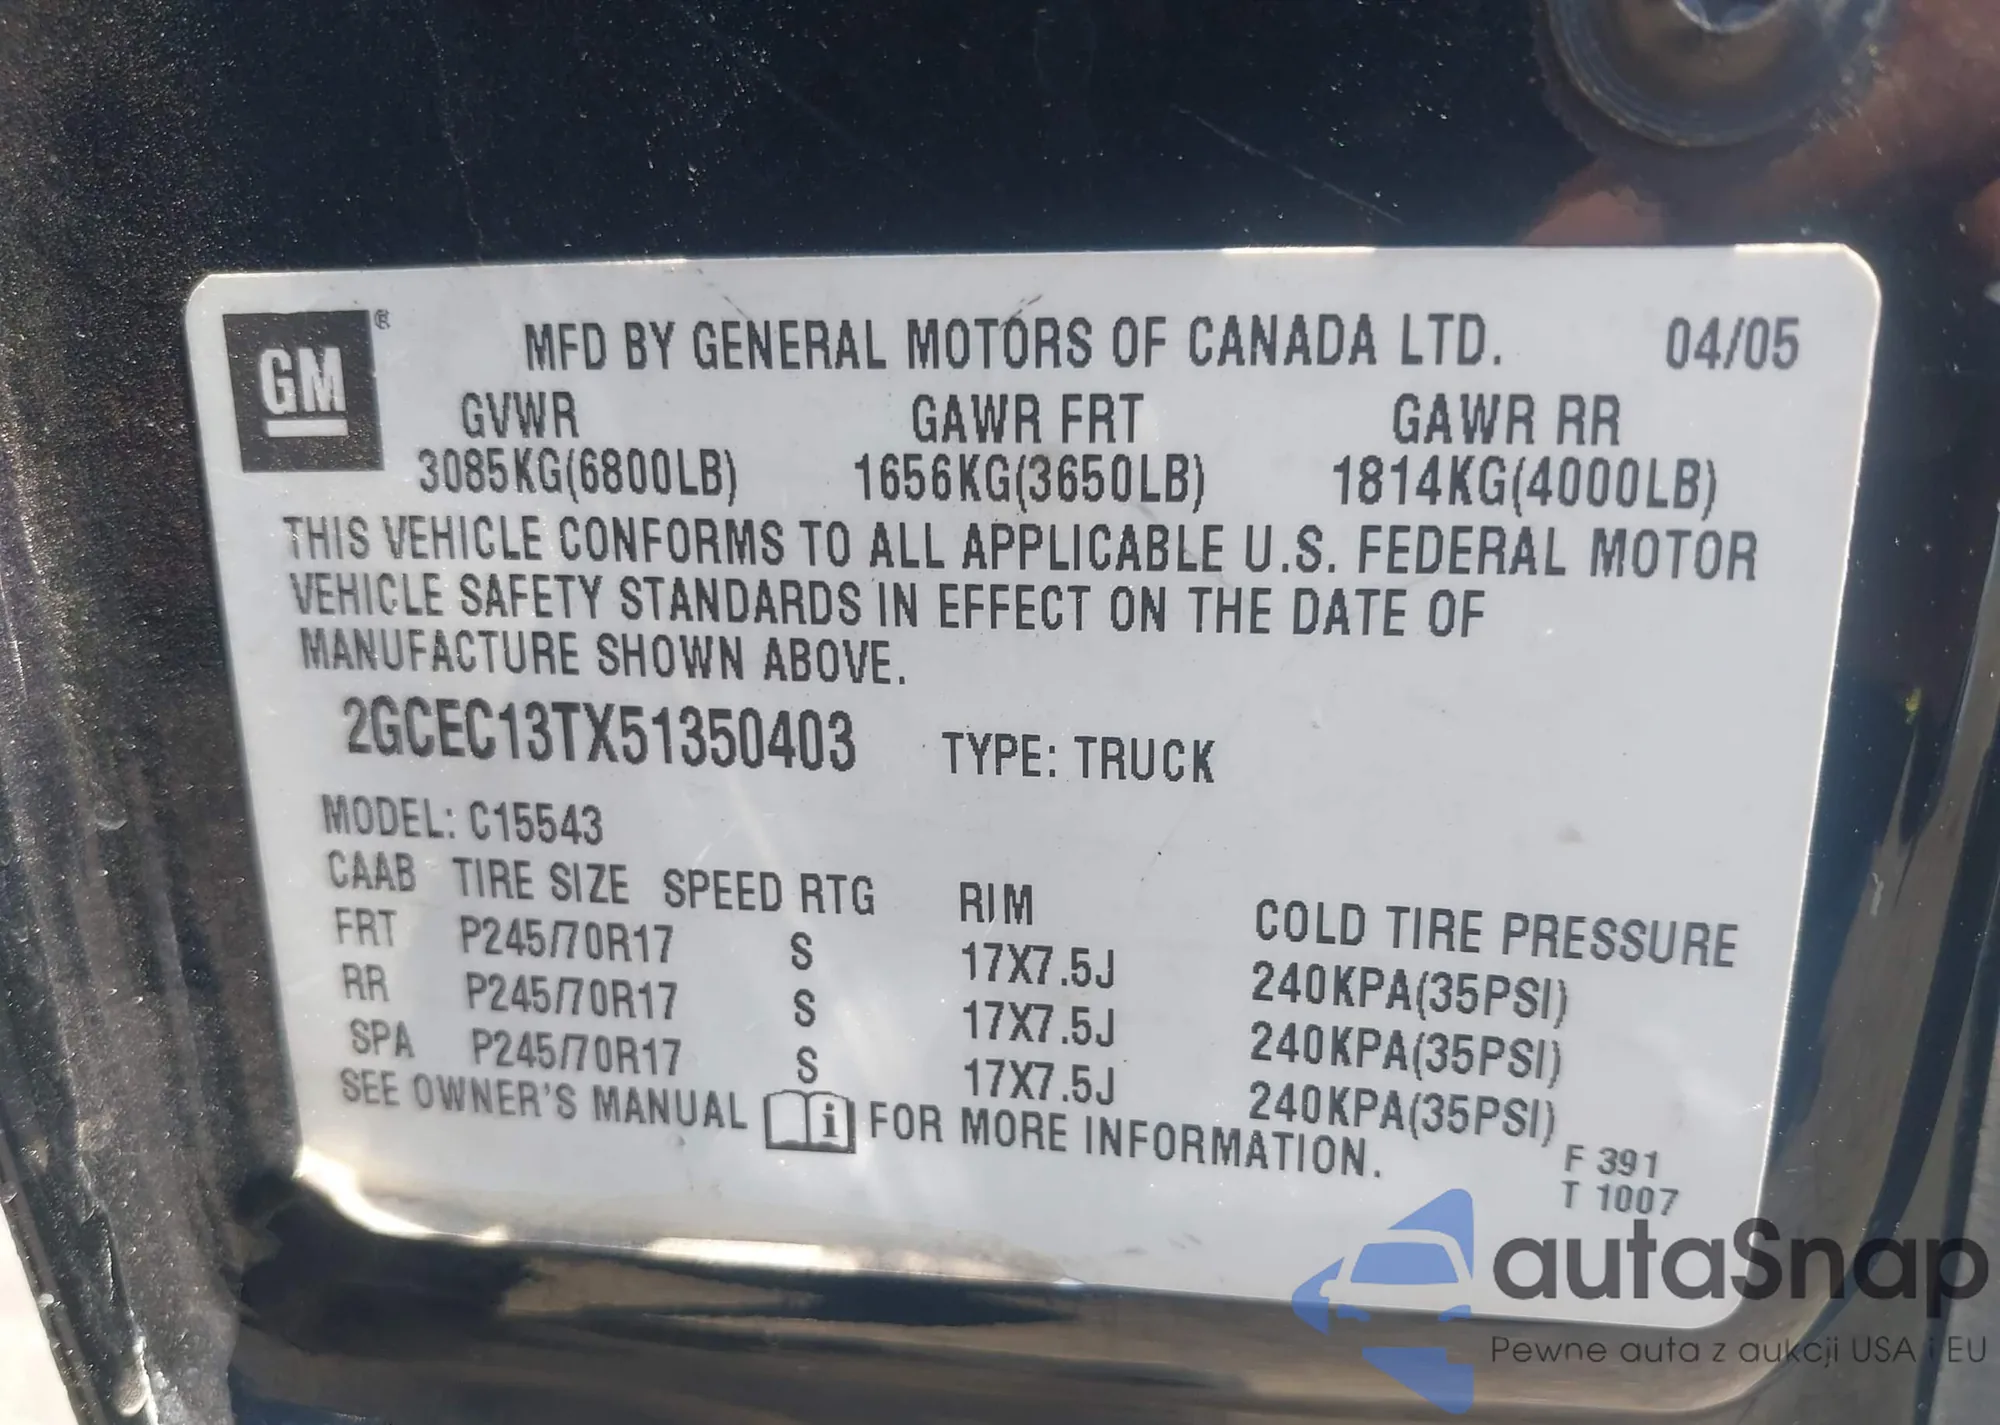 GM ®
MFD BY GENERAL MOTORS OF CANADA LTD. 04/05
GVWR GAWR FRT GAWR RR
3085KG(6800LB) 1656KG(3650LB) 1814KG(4000LB)
THIS VEHICLE CONFORMS TO ALL APPLICABLE U.S. FEDERAL MOTOR
VEHICLE SAFETY STANDARDS IN EFFECT ON THE DATE OF
MANUFACTURE SHOWN ABOVE.
2GCEC13TX51350403 TYPE: TRUCK
MODEL: C15543
CAAB TIRE SIZE SPEED RTG RIM COLD TIRE PRESSURE
FRT P245/70R17 S 17X7.5J 240KPA(35PSI)
RR P245/70R17 S 17X7.5J 240KPA(35PSI)
SPA P245/70R17 S 17X7.5J 240KPA(35PSI)
SEE OWNER'S MANUAL i FOR MORE INFORMATION.
F 391
T 1007
autaSnap
Pewne auta z aukcji USA i EU